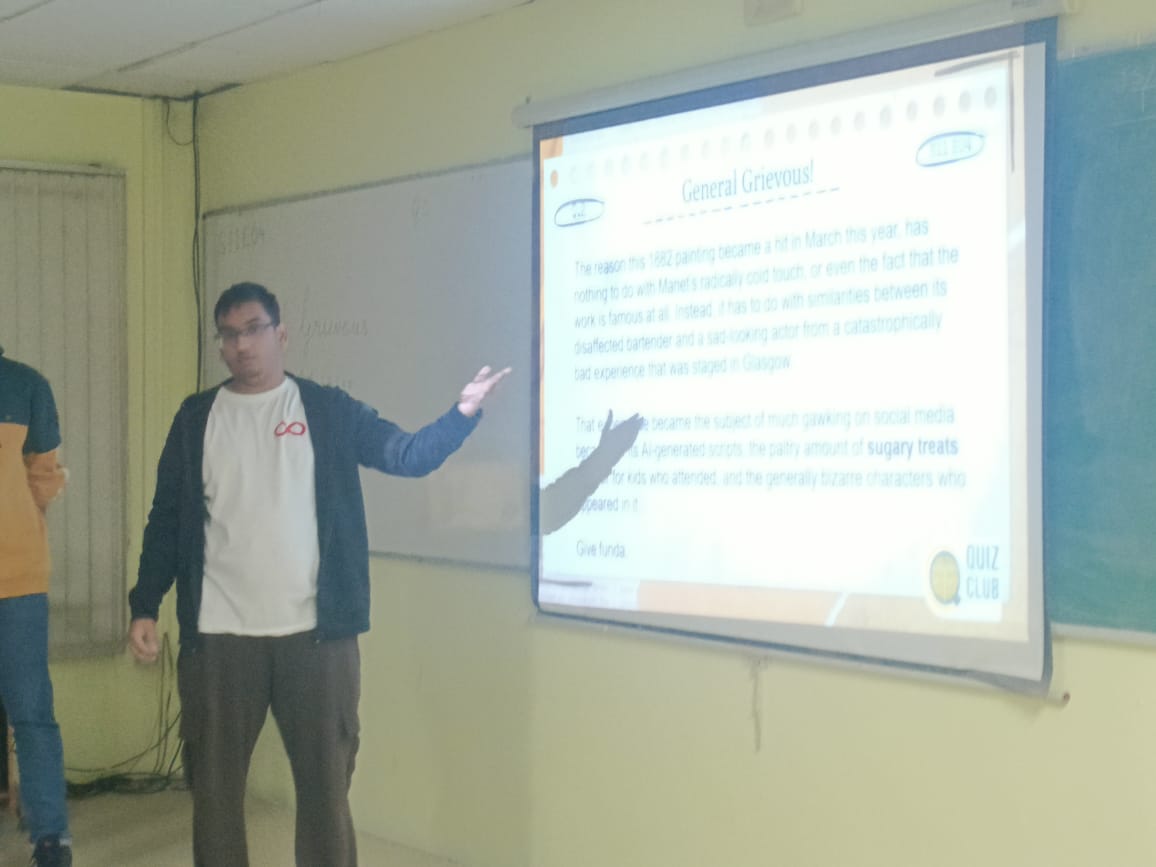 General Grievous!
S11 E04
The reason this 1882 painting became a hit in March this year, has
nothing to do with Manet's radically cold touch, or even the fact that the
work is famous at all. Instead, it has to do with similarities between its
disaffected bartender and a sad-looking actor from a catastrophically
bad experience that was staged in Glasgow.
That became the subject of much gawking on social media
its AI-generated scripts, the paltry amount of sugary treats
for kids who attended, and the generally bizarre characters who
appeared in it.
Give funda.
QUIZ
CLUB
S11E04
Grievous